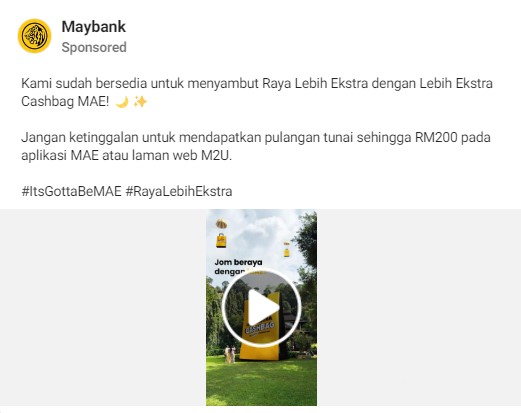 Maybank
Sponsored
Kami sudah bersedia untuk menyambut Raya Lebih Ekstra dengan Lebih Ekstra
Cashbag MAE! 🌙✨
Jangan ketinggalan untuk mendapatkan pulangan tunai sehingga RM200 pada
aplikasi MAE atau laman web M2U.
#ItsGottaBeMAE #RayaLebihEkstra
Jom beraya
dengan
CASHBAG